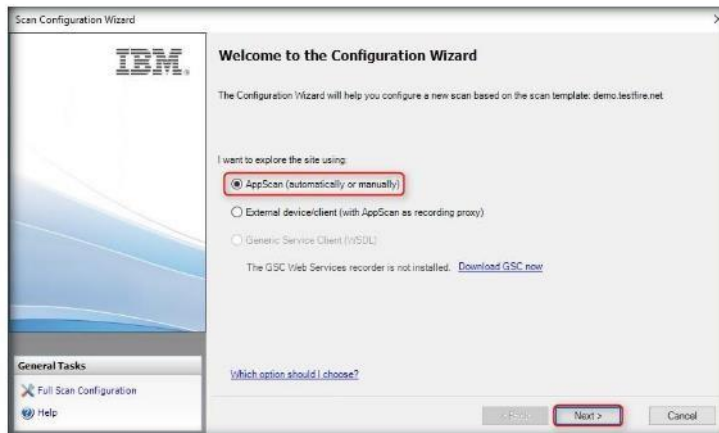 Scan Configuration Wizard
IBM.
Welcome to the Configuration Wizard
The Configuration Wizard will help you configure a new scan based on the scan template: demo.testfire.net
I want to explore the site using:
AppScan (automatically or manually)
External device/client (with AppScan as recording proxy)
Generic Service Client (WSDL)
The GSC Web Services recorder is not installed. Download GSC now
General Tasks
Full Scan Configuration
Help
Which option should I choose?
< Back
Next >
Cancel